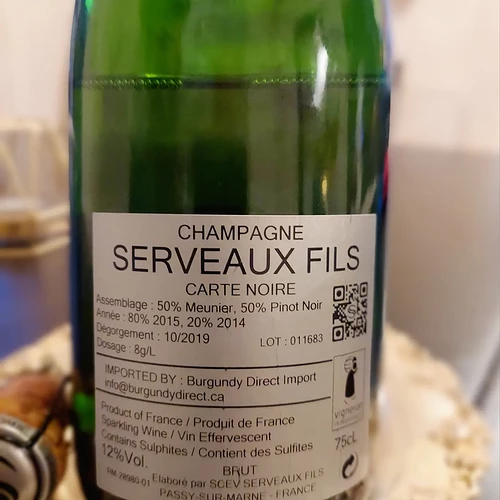 CHAMPAGNE
SERVEAUX FILS
CARTE NOIRE
Assemblage : 50% Meunier, 50% Pinot Noir
Année : 80% 2015, 20% 2014
Dégorgement : 10/2019
LOT : 011683
Dosage : 8g/L
IMPORTED BY : Burgundy Direct Import
info@burgundydirect.ca
Product of France / Produit de France
Sparkling Wine / Vin Effervescent
Contains Sulphites / Contient des Sulfites
12%Vol.
75cL
BRUT
RM-28980-01
Elaboré par SCEV SERVEAUX FILS
PASSY-SUR-MARNE - FRANCE